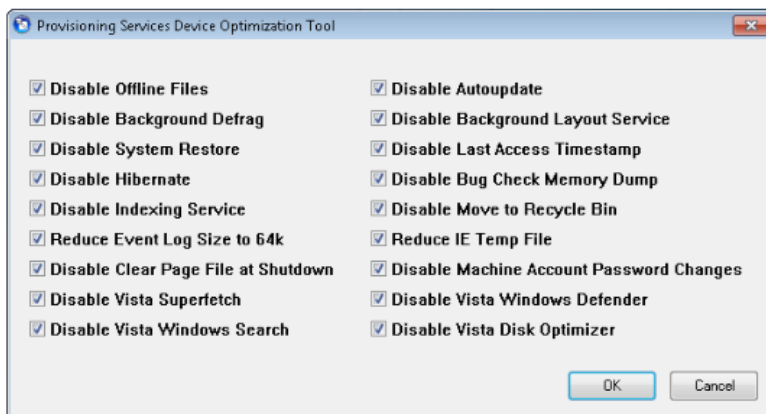 Provisioning Services Device Optimization Tool
Disable Offline Files
Disable Background Defrag
Disable System Restore
Disable Hibernate
Disable Indexing Service
Reduce Event Log Size to 64k
Disable Clear Page File at Shutdown
Disable Vista Superfetch
Disable Vista Windows Search
Disable Autoupdate
Disable Background Layout Service
Disable Last Access Timestamp
Disable Bug Check Memory Dump
Disable Move to Recycle Bin
Reduce IE Temp File
Disable Machine Account Password Changes
Disable Vista Windows Defender
Disable Vista Disk Optimizer
OK
Cancel